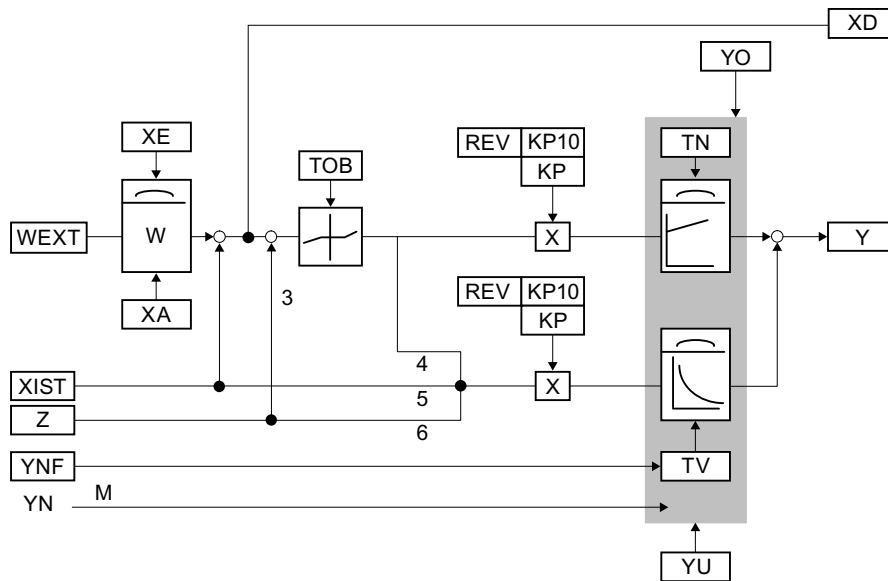 XD
YO
XE
REV KP10
KP
TN
TOB
WEXT
W
X
Y
XA
3
REV KP10
KP
4
XIST
5
X
Z
6
YNF
TV
YN
M
YU